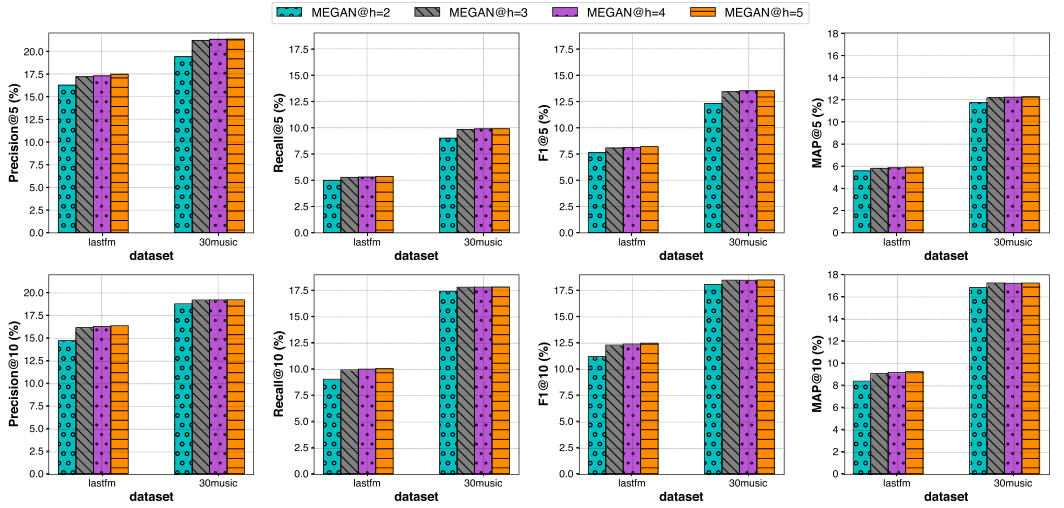 MEGAN@h=2 MEGAN@h=3 MEGAN@h=4 MEGAN@h=5
Precision@5 (%)
20.0
17.5
15.0
12.5
10.0
7.5
5.0
2.5
0.0
lastfm 30music
dataset
Recall@5 (%)
17.5
15.0
12.5
10.0
7.5
5.0
2.5
0.0
lastfm 30music
dataset
F1@5 (%)
17.5
15.0
12.5
10.0
7.5
5.0
2.5
0.0
lastfm 30music
dataset
MAP@5 (%)
18
16
14
12
10
8
6
4
2
0
lastfm 30music
dataset
Precision@10 (%)
20.0
17.5
15.0
12.5
10.0
7.5
5.0
2.5
0.0
lastfm 30music
dataset
Recall@10 (%)
17.5
15.0
12.5
10.0
7.5
5.0
2.5
0.0
lastfm 30music
dataset
F1@10 (%)
17.5
15.0
12.5
10.0
7.5
5.0
2.5
0.0
lastfm 30music
dataset
MAP@10 (%)
18
16
14
12
10
8
6
4
2
0
lastfm 30music
dataset